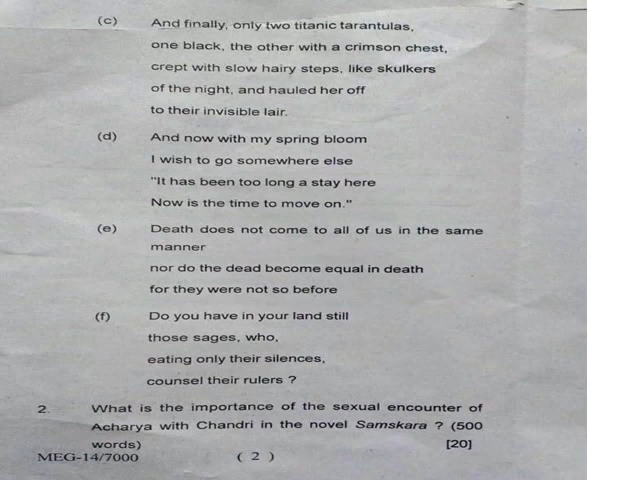 (c) And finally, only two titanic tarantulas,
one black, the other with a crimson chest,
crept with slow hairy steps, like skulkers
of the night, and hauled her off
to their invisible lair.
(d) And now with my spring bloom
I wish to go somewhere else
"It has been too long a stay here
Now is the time to move on."
(e) Death does not come to all of us in the same
manner
nor do the dead become equal in death
for they were not so before
(f) Do you have in your land still
those sages, who,
eating only their silences,
counsel their rulers ?
2. What is the importance of the sexual encounter of
Acharya with Chandri in the novel Samskara ? (500
words) [20]
MEG-14/7000 ( 2 )